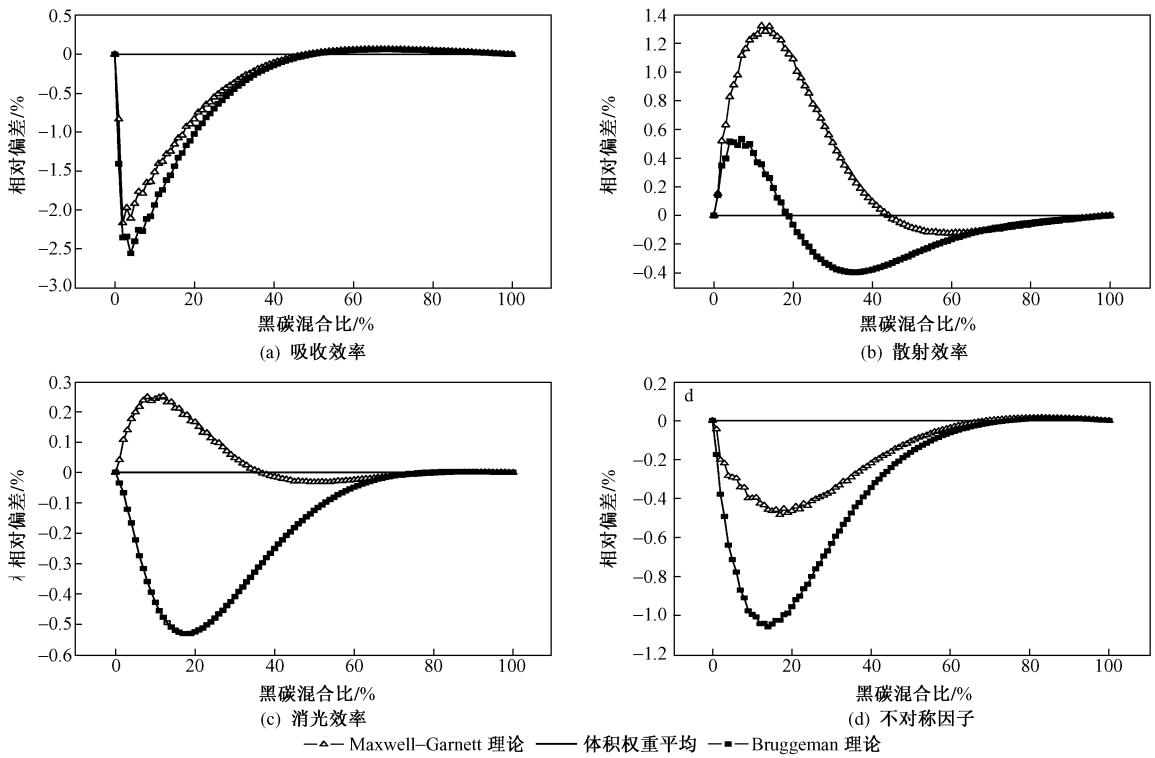 0.5
0
−0.5
−1.0
−1.5
−2.0
−2.5
−3.0
相对偏差/%
0 20 40 60 80 100
黑碳混合比/%
(a) 吸收效率
1.4
1.2
1.0
0.8
0.6
0.4
0.2
0
−0.2
−0.4
相对偏差/%
0 20 40 60 80 100
黑碳混合比/%
(b) 散射效率
0.3
0.2
0.1
0
−0.1
−0.2
−0.3
−0.4
−0.5
−0.6
相对偏差/%
0 20 40 60 80 100
黑碳混合比/%
(c) 消光效率
d
0.2
0
−0.2
−0.4
−0.6
−0.8
−1.0
−1.2
相对偏差/%
0 20 40 60 80 100
黑碳混合比/%
(d) 不对称因子
Maxwell−Garnett 理论 体积权重平均 Bruggeman 理论